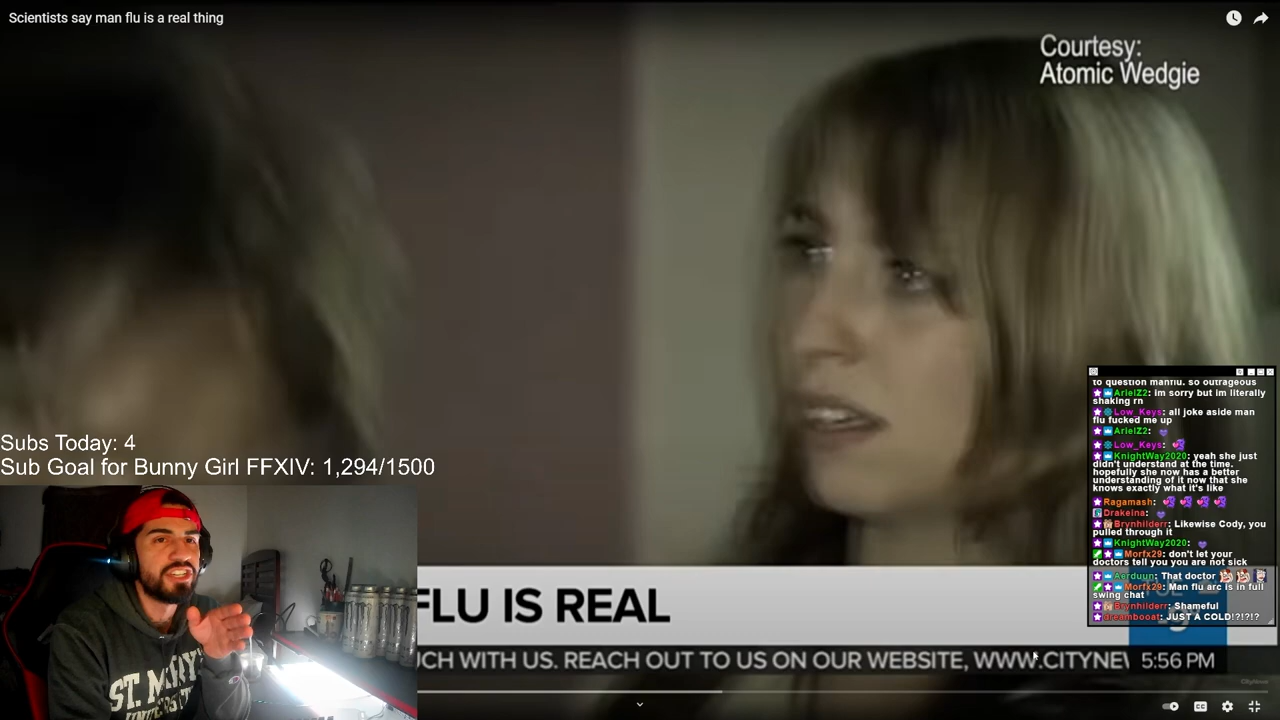 Scientists say man flu is a real thing
Courtesy:
Atomic Wedgie
to question manflu. so outrageous
ArielZ2: im sorry but im literally
shaking rn
Low_Keys: all joke aside man
flu fucked me up
ArielZ2:
Low_Keys:
KnightWay2020: yeah she just
didn't understand at the time.
hopefully she now has a better
understanding of it now that she
knows exactly what it's like
Ragamash:
Drakeina:
Brynhilderr: Likewise Cody, you
pulled through it
KnightWay2020:
Morfx29: don't let your
doctors tell you you are not sick
Aerduun: That doctor
Morfx29: Man flu arc is in full
swing chat
Brynhilderr: Shameful
dreambooat: JUST A COLD!?!?!?
Subs Today: 4
Sub Goal for Bunny Girl FFXIV: 1,294/1500
FLU IS REAL
UCH WITH US. REACH OUT TO US ON OUR WEBSITE, WWW.CITYNEW
5:56 PM
CityNews
ST. MARY'S